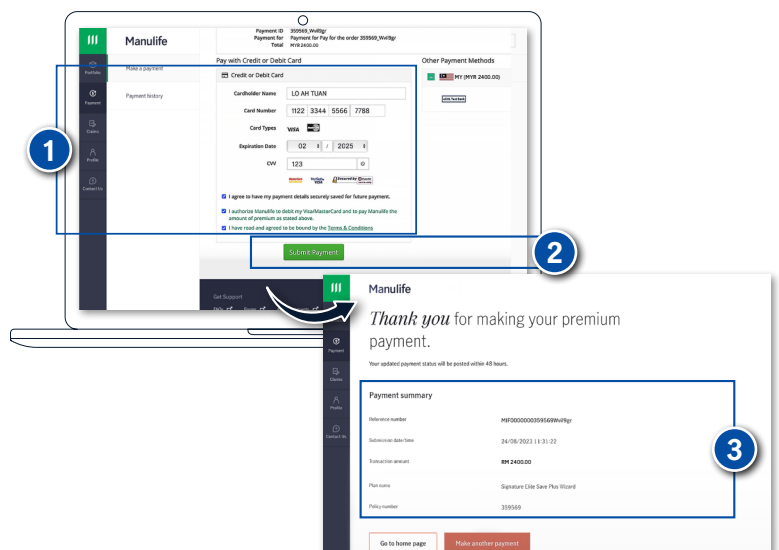 Manulife
Payment ID 359569_Wvil9gr
Payment for Payment for Pay for the order 359569_Wvil9gr
Total MYR 2400.00
Portfolio
Make a payment
Payment
Payment history
Claims
Profile
Contact Us
1
Pay with Credit or Debit Card
Credit or Debit Card
Cardholder Name LO AH TUAN
Card Number 1122 3344 5566 7788
Card Types VISA
Expiration Date 02 / 2025
CVV 123
I agree to have my payment details securely saved for future payment.
I authorize Manulife to debit my Visa/MasterCard and to pay Manulife the
amount of premium as stated above.
I have read and agreed to be bound by the Terms & Conditions
Other Payment Methods
MY (MYR 2400.00)
Submit Payment
2
Get Support
FAQs
Manulife
Thank you for making your premium
payment.
Your updated payment status will be posted within 48 hours.
Payment
Claims
Profile
Contact Us
Payment summary
Reference number MIF0000000359569Wvil9gr
Submission date/time 24/08/2023 11:31:22
Transaction amount RM 2400.00
Plan name Signature Elite Save Plus Wizard
Policy number 359569
3
Go to home page
Make another payment